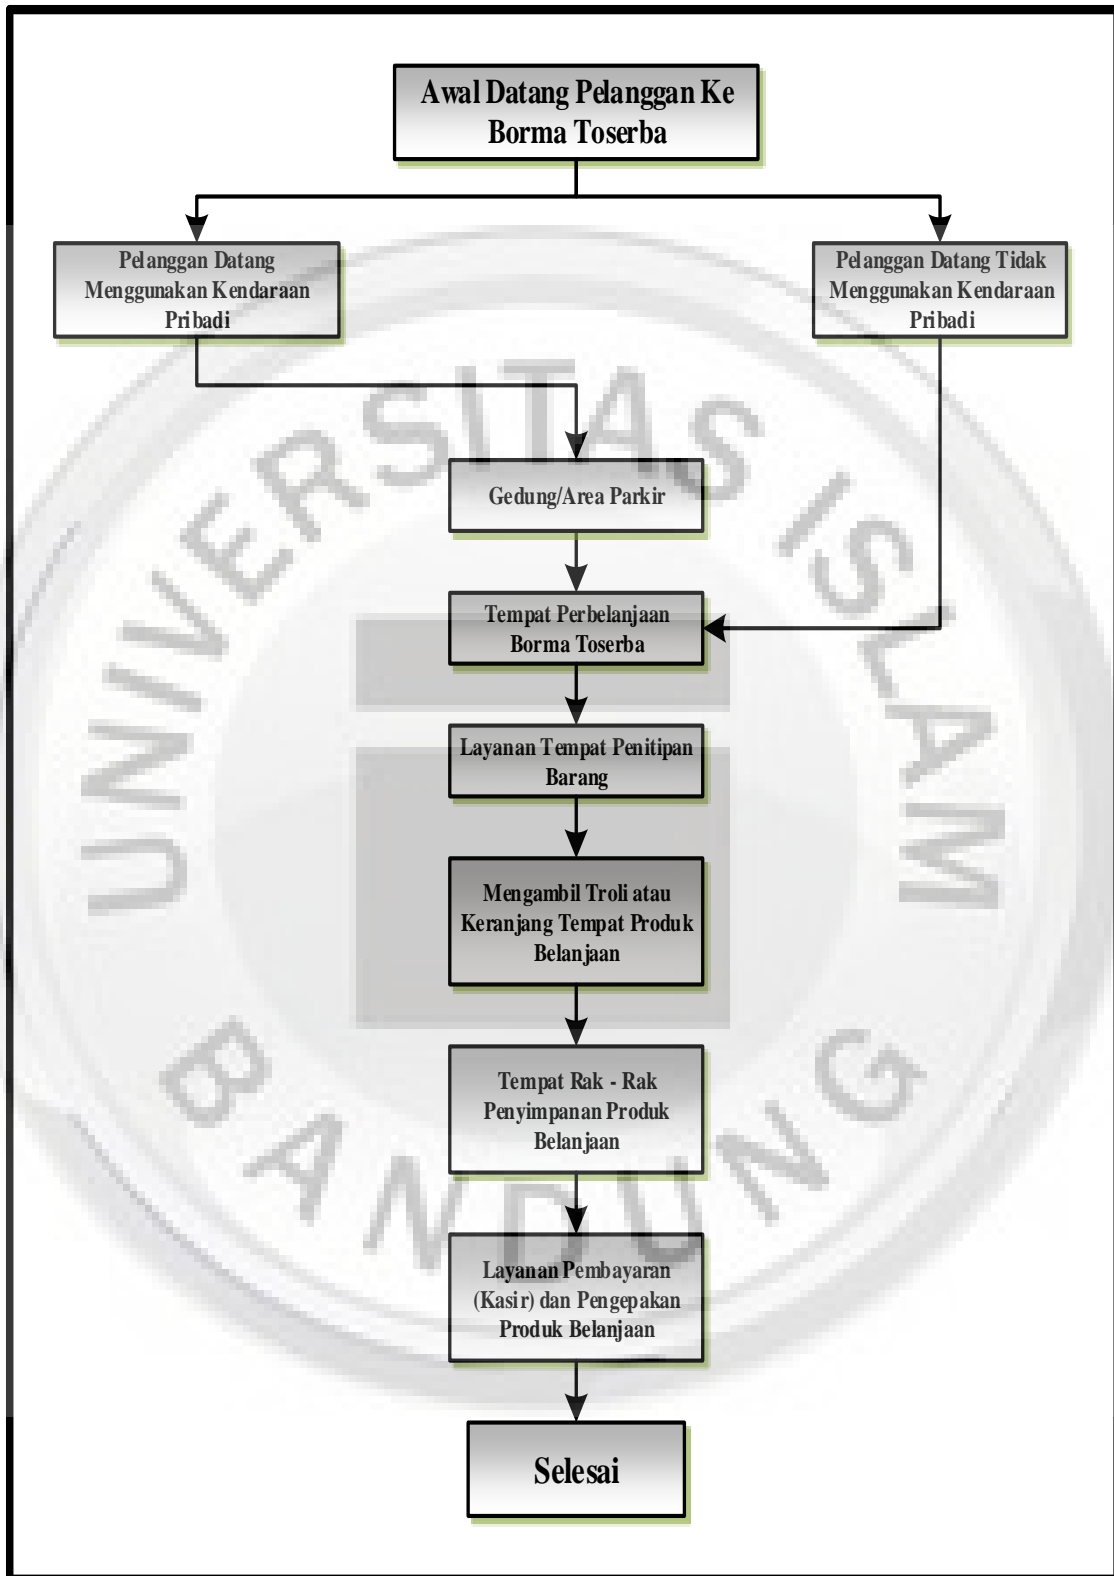 Awal Datang Pelanggan Ke
Borma Toserba
Pelanggan Datang
Menggunakan Kendaraan
Pribadi
Pelanggan Datang Tidak
Menggunakan Kendaraan
Pribadi
Gedung/Area Parkir
Tempat Perbelanjaan
Borma Toserba
Layanan Tempat Penitipan
Barang
Mengambil Troli atau
Keranjang Tempat Produk
Belanjaan
Tempat Rak - Rak
Penyimpanan Produk
Belanjaan
Layanan Pembayaran
(Kasir) dan Pengepakan
Produk Belanjaan
Selesai
UNIVERSITAS ISLAM
BANDUNG